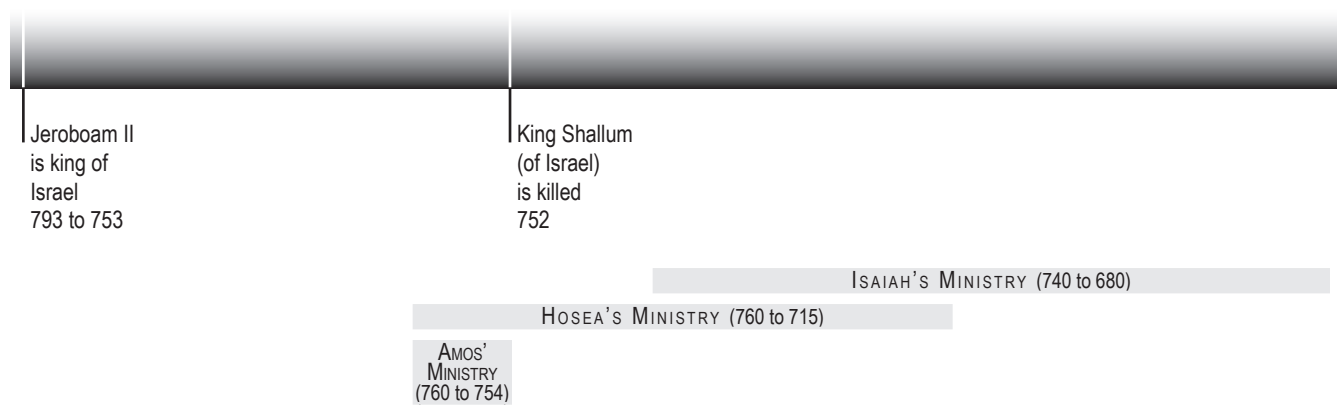 Jeroboam II
is king of
Israel
793 to 753
King Shallum
(of Israel)
is killed
752
ISAIAH'S MINISTRY (740 to 680)
HOSEA'S MINISTRY (760 to 715)
AMOS'
MINISTRY
(760 to 754)